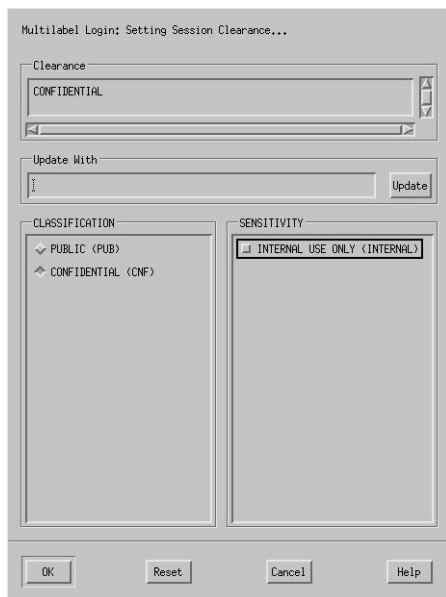 Multilabel Login: Setting Session Clearance...
Clearance
CONFIDENTIAL
Update With
Update
CLASSIFICATION
PUBLIC (PUB)
CONFIDENTIAL (CNF)
SENSITIVITY
INTERNAL USE ONLY (INTERNAL)
OK
Reset
Cancel
Help